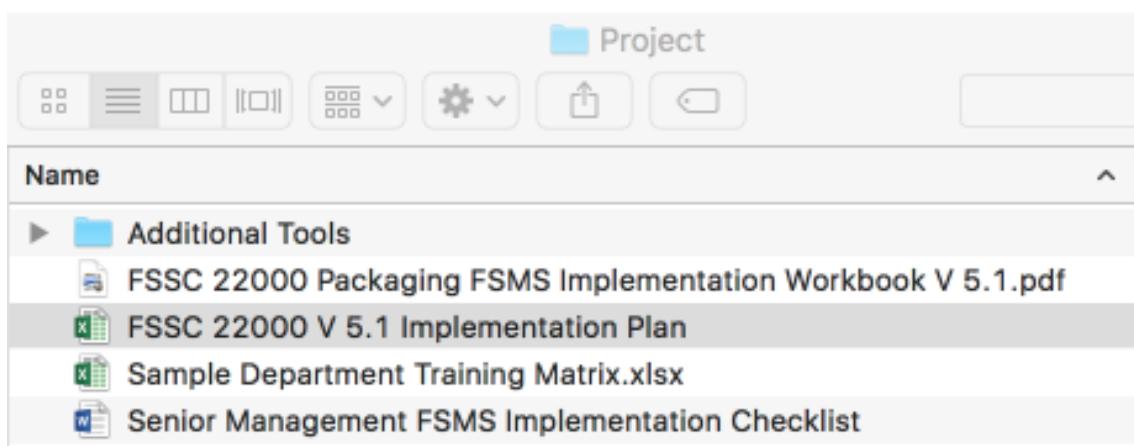 Project
Name
Additional Tools
FSSC 22000 Packaging FSMS Implementation Workbook V 5.1.pdf
FSSC 22000 V 5.1 Implementation Plan
Sample Department Training Matrix.xlsx
Senior Management FSMS Implementation Checklist